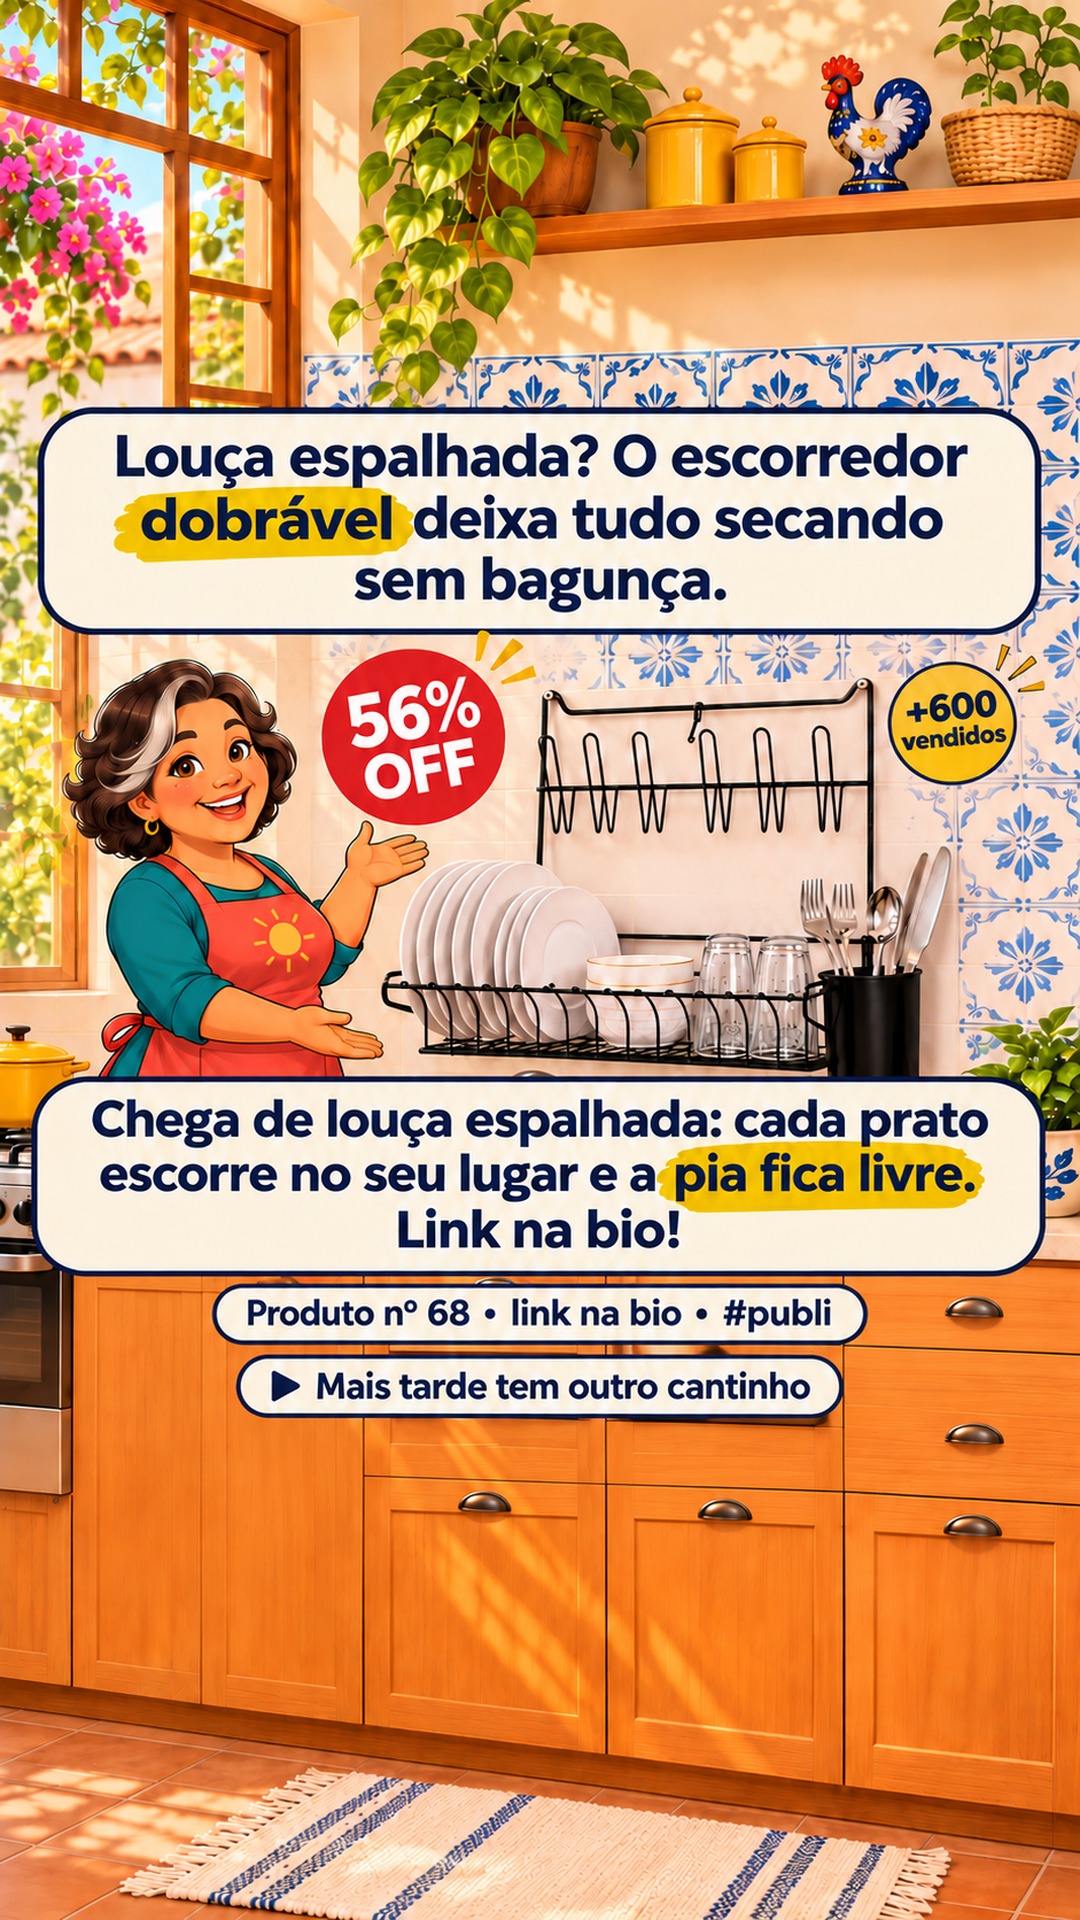 Louça espalhada? O escorredor
dobrável deixa tudo secando
sem bagunça.
56%
OFF
+600
vendidos
Chega de louça espalhada: cada prato
escorre no seu lugar e a pia fica livre.
Link na bio!
Produto nº 68 • link na bio • #publi
▶ Mais tarde tem outro cantinho